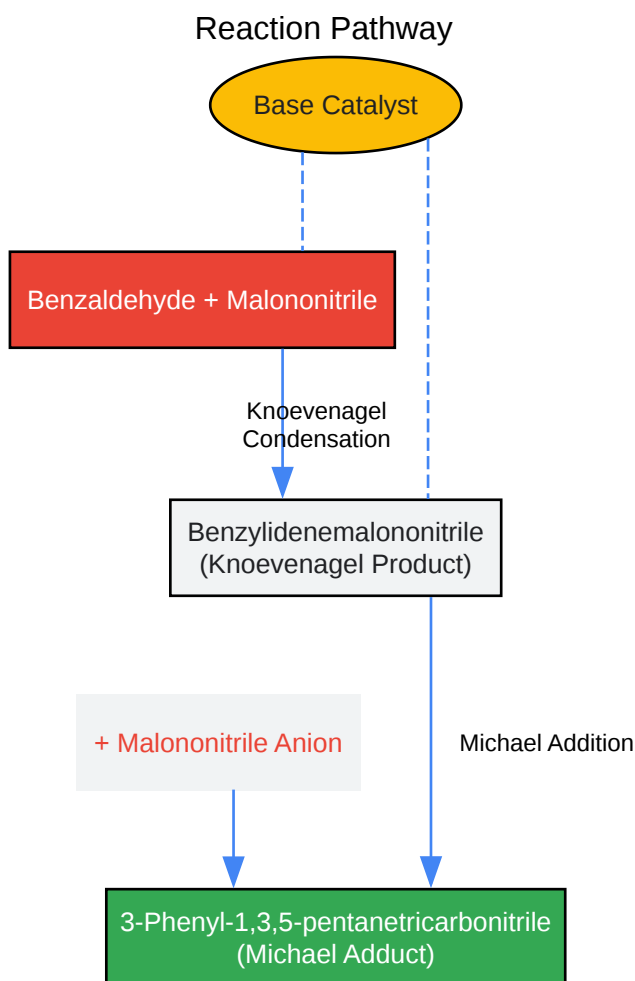 Reaction Pathway
Base Catalyst
Benzaldehyde + Malononitrile
Knoevenagel
Condensation
Benzylidenemalononitrile
(Knoevenagel Product)
+ Malononitrile Anion
Michael Addition
3-Phenyl-1,3,5-pentanetricarbonitrile
(Michael Adduct)